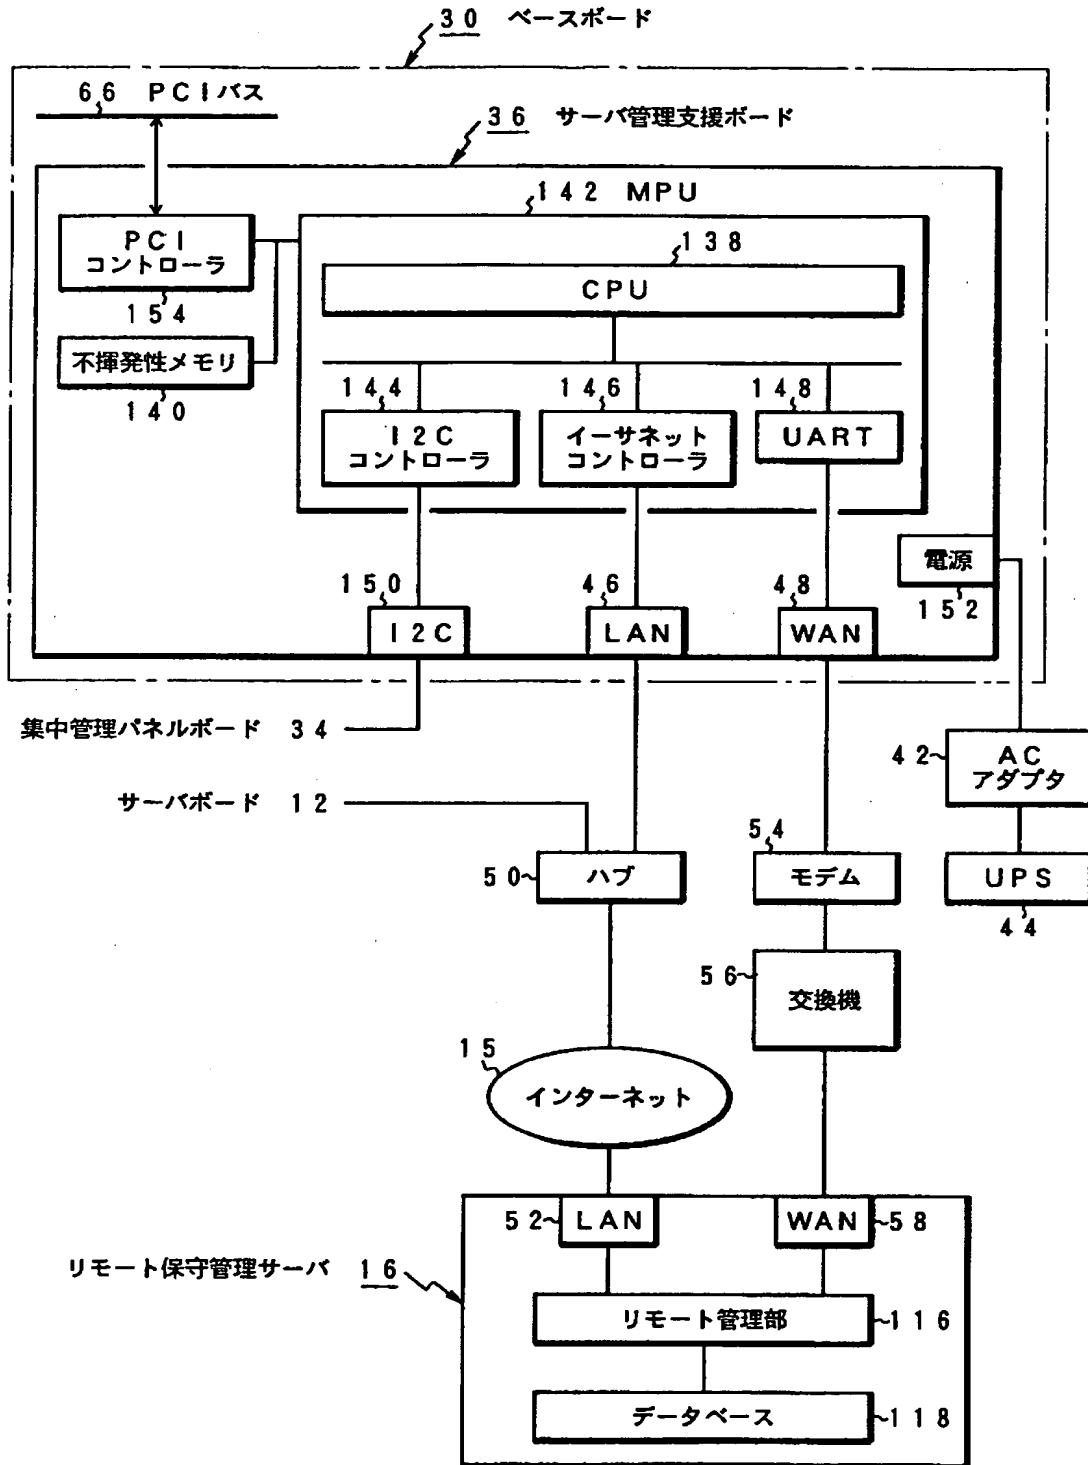 ３０ ベースボード
６６ PCIバス
３６ サーバ管理支援ボード
１４２ MPU
PCI
コントローラ
１５４
１３８
CPU
不揮発性メモリ
１４０
１４４
I２C
コントローラ
１４６
イーサネット
コントローラ
１４８
UART
電源
１５２
１５０
I２C
４６
LAN
４８
WAN
集中管理パネルボード ３４
４２
AC
アダプタ
サーバボード １２
５０
ハブ
５４
モデム
UPS
４４
５６
交換機
１５
インターネット
５２
LAN
WAN
５８
リモート保守管理サーバ １６
リモート管理部
１１６
データベース
１１８